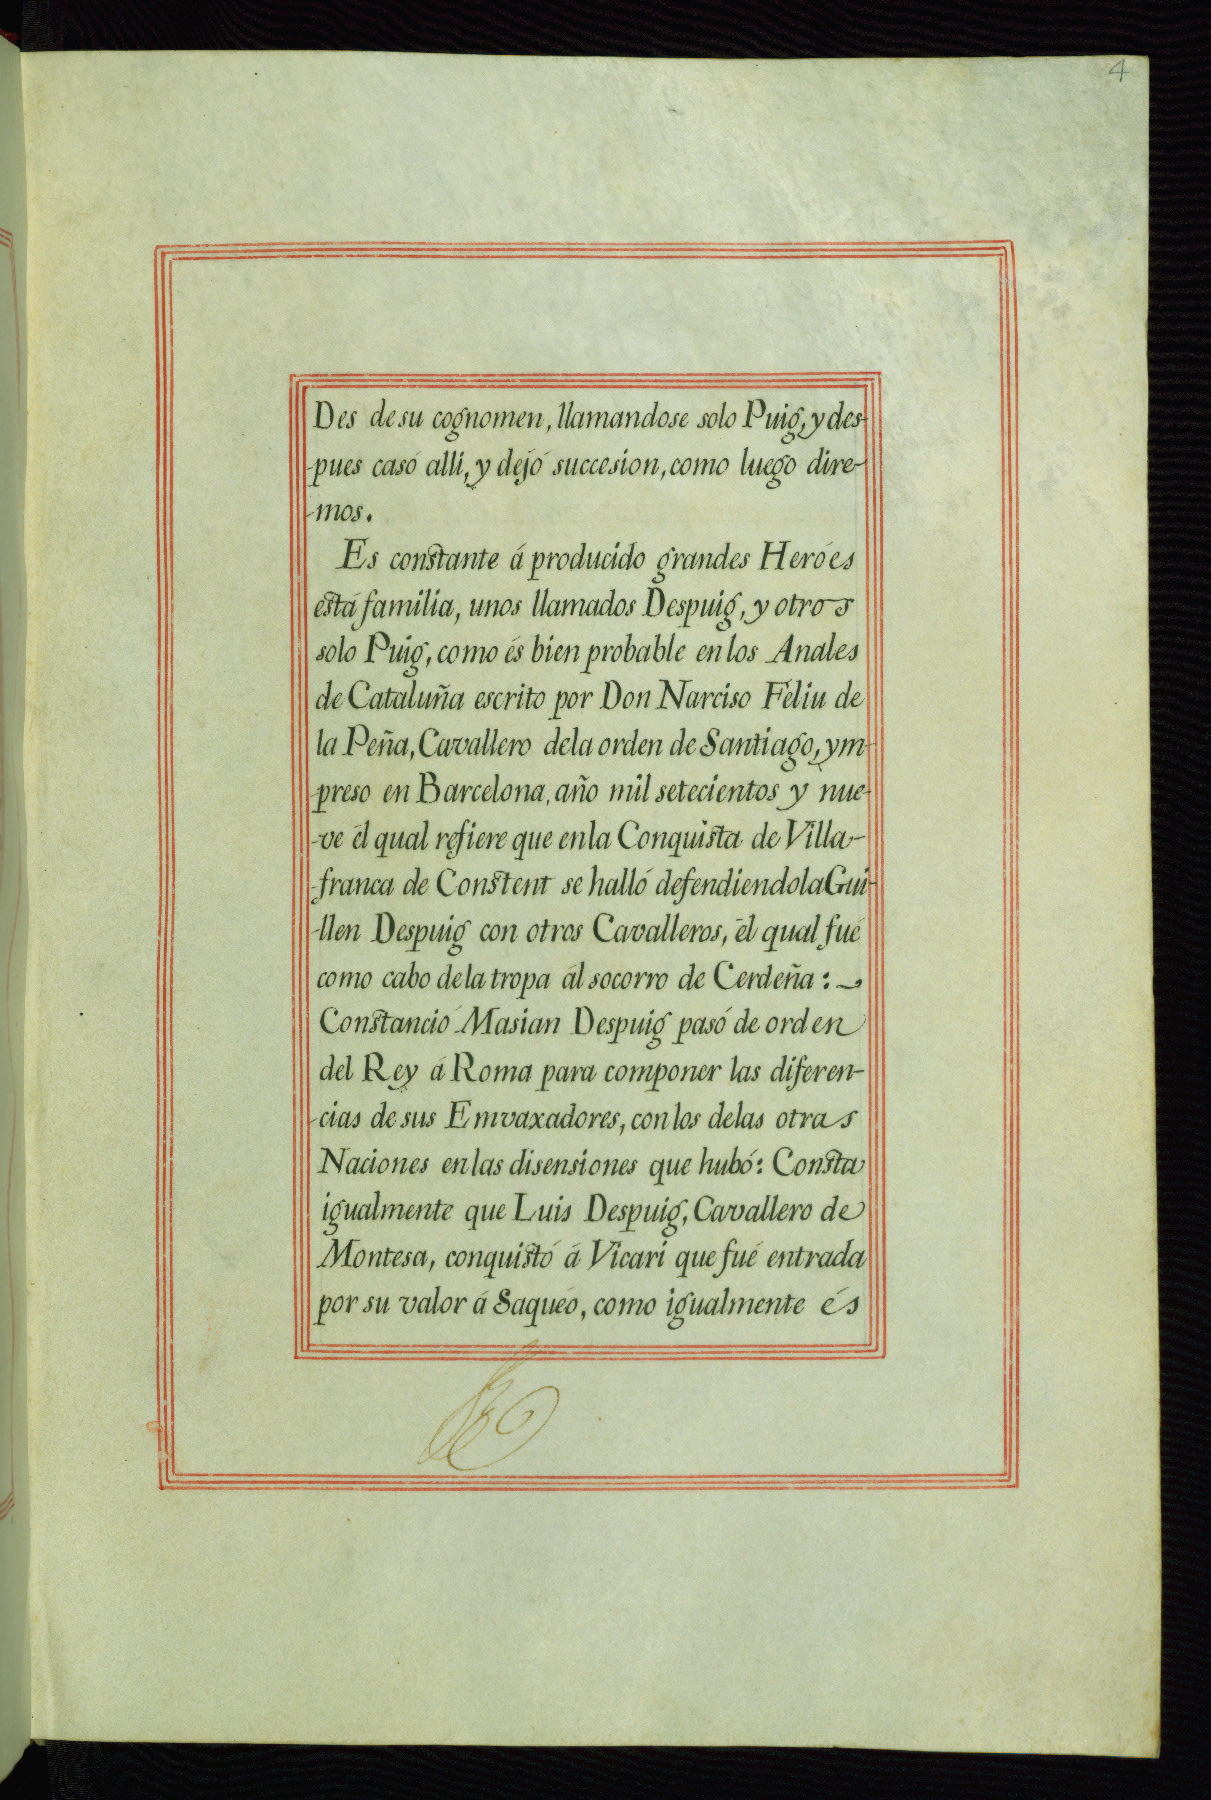 4
Des de su cognomen, llamandose solo Puig, y des-
-pues casó alli, y dejó succesion, como luego dire-
-mos.
Es constante á producido grandes Heróes
está familia, unos llamados Despuig, y otros
solo Puig, como és bien probable en los Anales
de Cataluña escrito por Don Narciso Féliu de
la Peña, Cavallero dela orden de Santiago, ym-
-preso en Barcelona, año mil setecientos y nue-
-ve él qual refiere que enla Conquista de Villa-
-franca de Constent se halló defendiendola Gui-
-llen Despuig con otros Cavalleros, él qual fué
como cabo dela tropa ál socorro de Cerdeña:
Constanció Masian Despuig pasó de orden
del Rey á Roma para componer las diferen-
-cias de sus Emvaxadores, con los delas otras
Naciones en las disensiones que hubó: Consta
igualmente que Luis Despuig, Cavallero de
Montesa, conquistó á Vicari que fué entrada
por su valor á Saquéo, como igualmente és